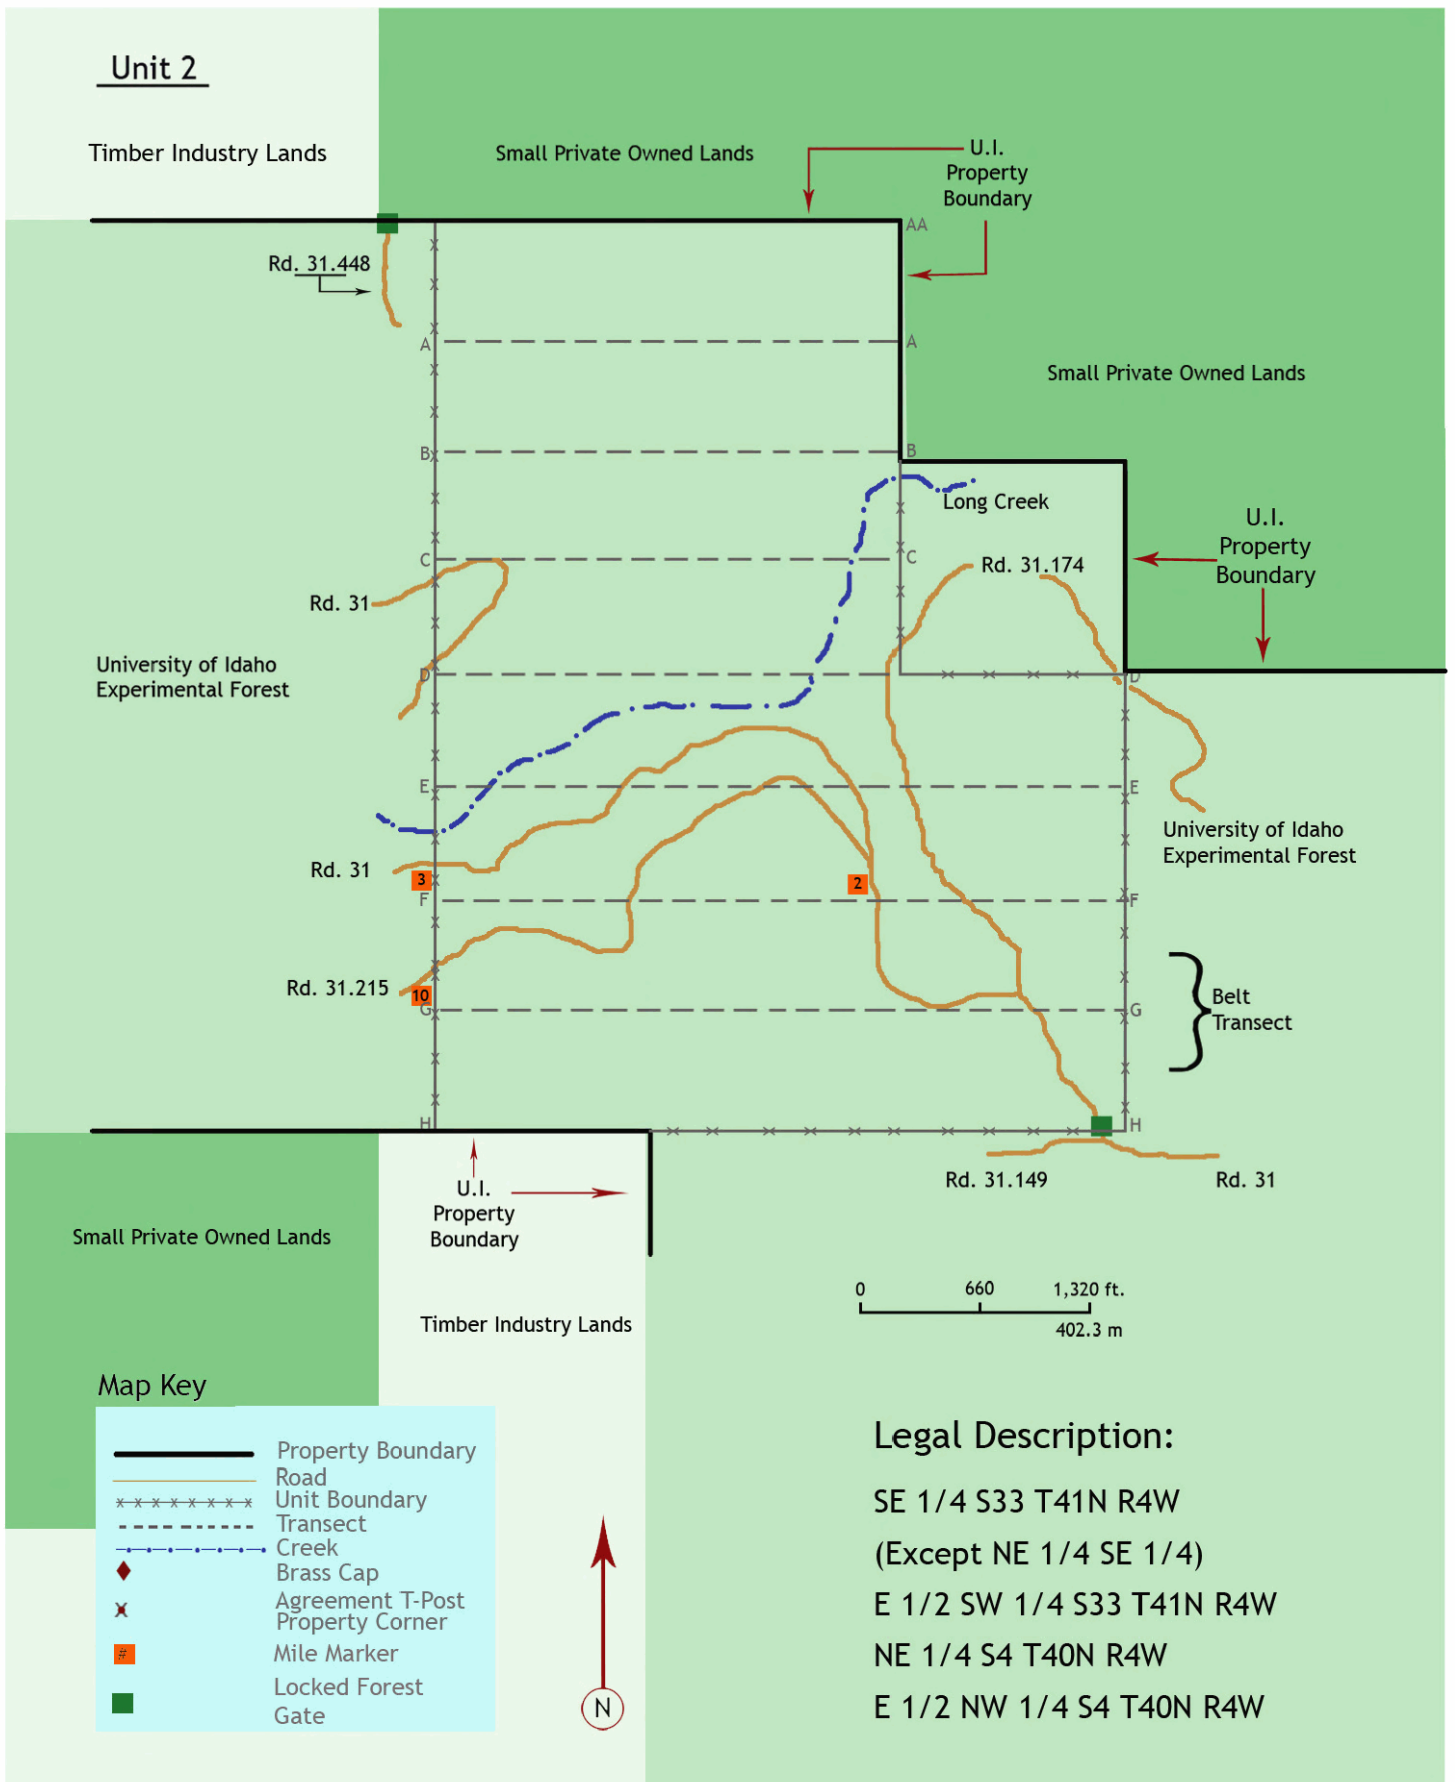 Unit 2
Timber Industry Lands
Small Private Owned Lands
U.I.
Property
Boundary
AA
Rd. 31.448
A
A
Small Private Owned Lands
B
B
Long Creek
U.I.
Property
Boundary
C
C
Rd. 31.174
Rd. 31
University of Idaho
Experimental Forest
D
D
E
E
University of Idaho
Experimental Forest
Rd. 31
3
2
F
F
Rd. 31.215
10
Belt
Transect
G
G
H
H
Rd. 31.149
Rd. 31
U.I.
Property
Boundary
Small Private Owned Lands
0 660 1,320 ft.
402.3 m
Timber Industry Lands
Map Key
Property Boundary
Road
Unit Boundary
Transect
Creek
Brass Cap
Agreement T-Post
Property Corner
# Mile Marker
Locked Forest
Gate
N
Legal Description:
SE 1/4 S33 T41N R4W
(Except NE 1/4 SE 1/4)
E 1/2 SW 1/4 S33 T41N R4W
NE 1/4 S4 T40N R4W
E 1/2 NW 1/4 S4 T40N R4W